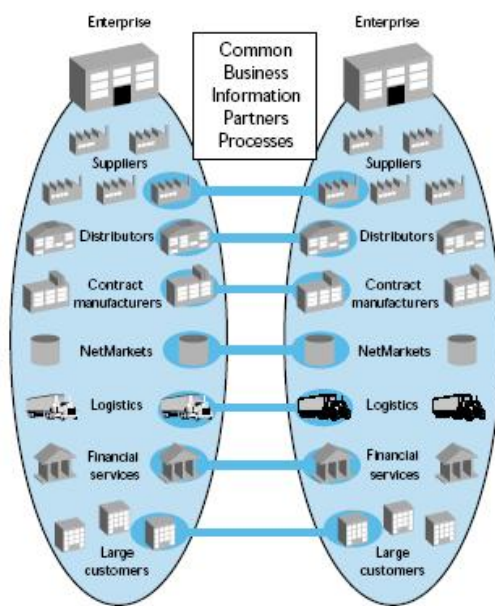 Enterprise
Common
Business
Information
Partners
Processes
Enterprise
Suppliers
Suppliers
Distributors
Distributors
Contract
manufacturers
Contract
manufacturers
NetMarkets
NetMarkets
Logistics
Logistics
Financial
services
Financial
services
Large
customers
Large
customers